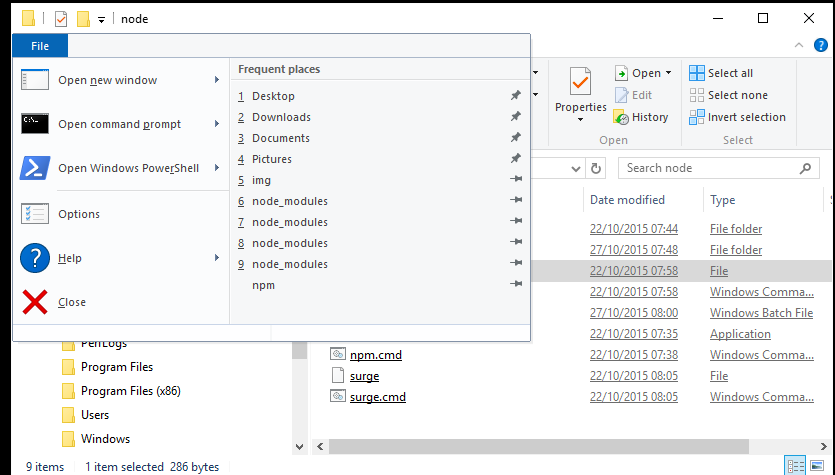 node
File
Open new window
Open command prompt
Open Windows PowerShell
Options
Help
Close
Frequent places
1 Desktop
2 Downloads
3 Documents
4 Pictures
5 img
6 node_modules
7 node_modules
8 node_modules
9 node_modules
npm
Properties
Open
Edit
History
Open
Select all
Select none
Invert selection
Select
Search node
Date modified Type
22/10/2015 07:44 File folder
27/10/2015 07:48 File folder
22/10/2015 07:58 File
22/10/2015 07:58 Windows Comma...
27/10/2015 08:00 Windows Batch File
22/10/2015 07:35 Application
npm.cmd 22/10/2015 07:38 Windows Comma...
surge 22/10/2015 08:05 File
surge.cmd 22/10/2015 08:05 Windows Comma...
PerfLogs
Program Files
Program Files (x86)
Users
Windows
9 items 1 item selected 286 bytes